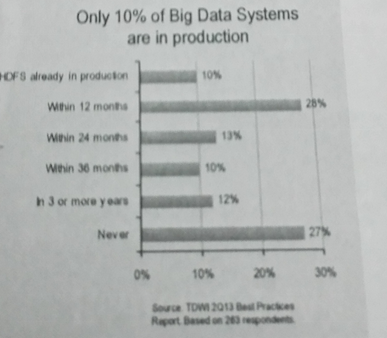 Only 10% of Big Data Systems
are in production
HDFS already in production 10%
Within 12 months 28%
Within 24 months 13%
Within 36 months 10%
In 3 or more years 12%
Never 27%
0% 10% 20% 30%
Source. TDWI 2Q13 Best Practices
Report. Based on 263 respondents.